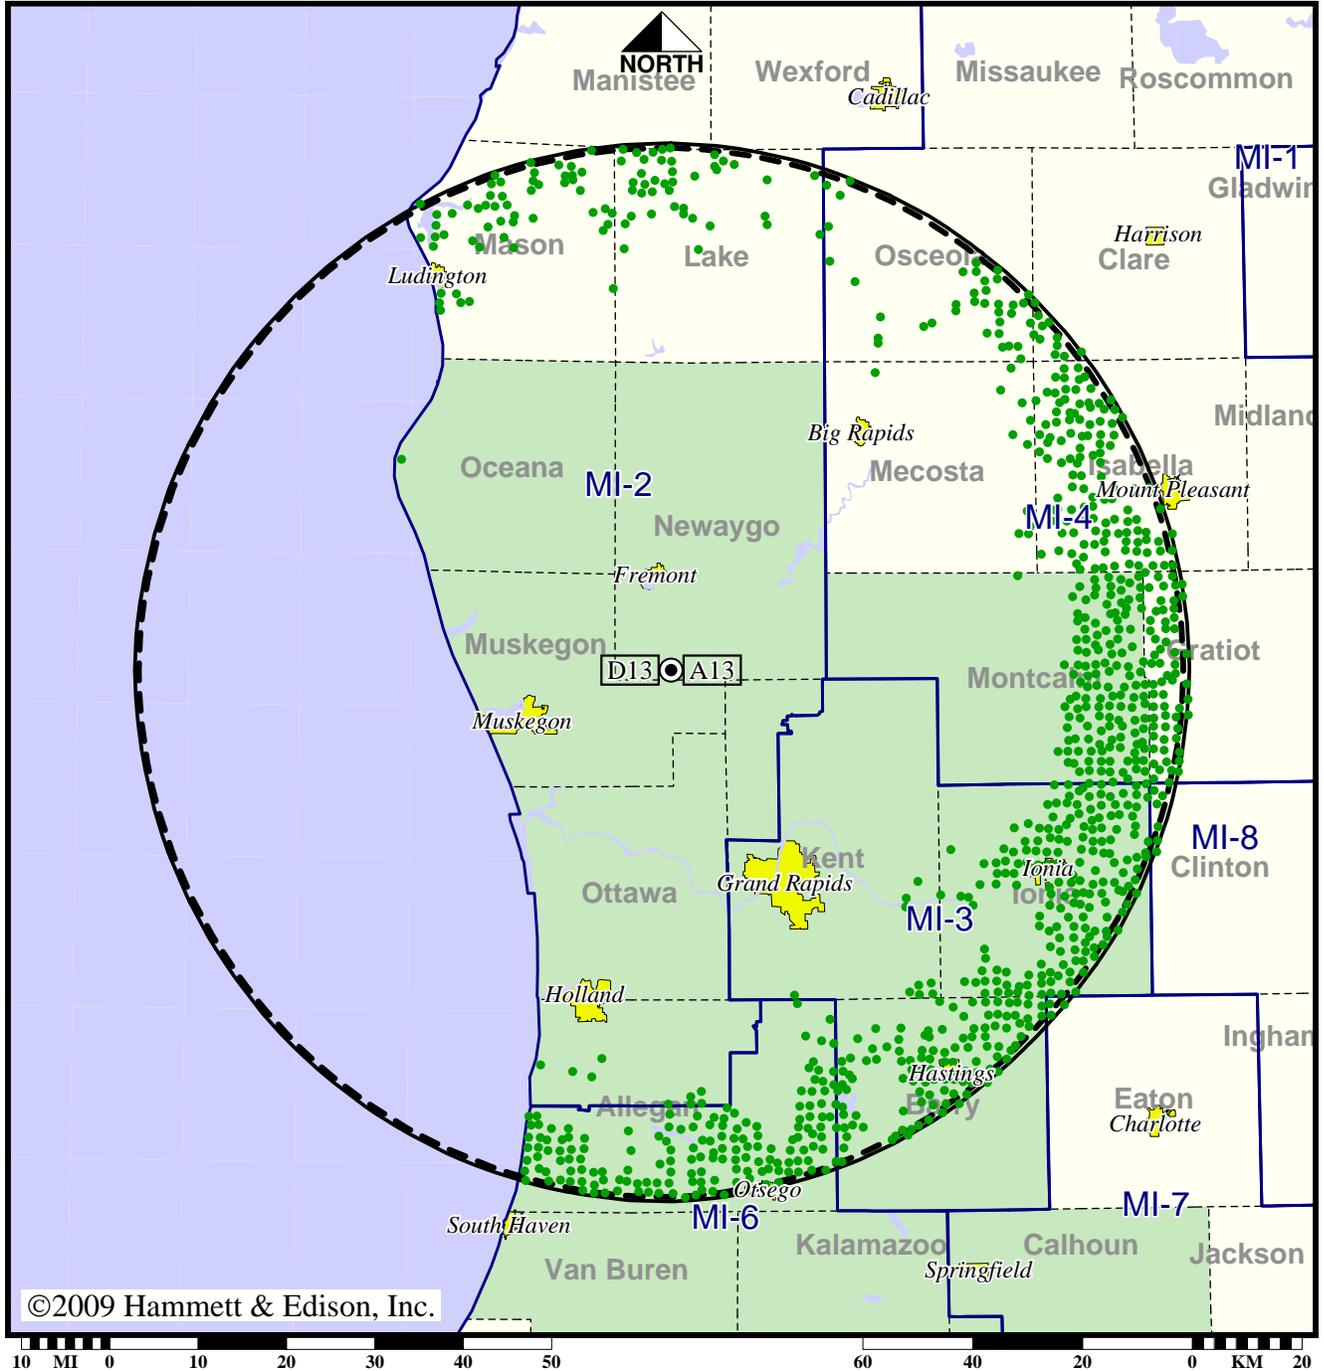 NORTH
Manistee
Wexford
Missaukee
Roscommon
Cadillac
MI-1
Gladwin
Harrison
Mason
Lake
Osceola
Clare
Ludington
Midland
Big Rapids
Oceana
MI-2
Mecosta
Isabella
Mount Pleasant
MI-4
Newaygo
Fremont
Muskegon
D13 A13
Montcalm
Gratiot
Muskegon
MI-8
Kent
Clinton
Grand Rapids
Ionia
Ottawa
Ionia
MI-3
Holland
Ingham
Hastings
Allegan
Barry
Eaton
Charlotte
Otsego
MI-7
South Haven
MI-6
Kalamazoo
Calhoun
Jackson
Van Buren
Springfield
©2009 Hammett & Edison, Inc.
10 MI 0 10 20 30 40 50 60 40 20 0 KM 20